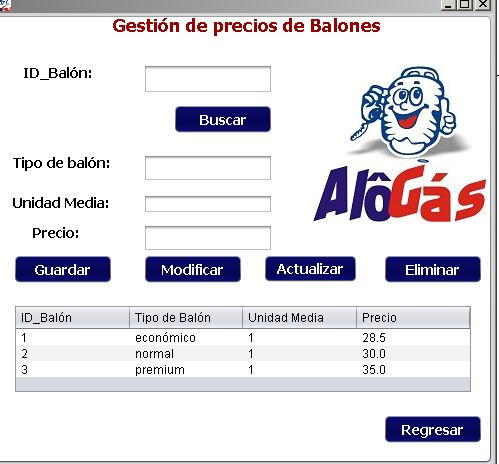 Gestión de precios de Balones
ID_Balón:
Buscar
Tipo de balón:
Unidad Media:
Precio:
AlôGás
Guardar Modificar Actualizar Eliminar
ID_Balón Tipo de Balón Unidad Media Precio
1 económico 1 28.5
2 normal 1 30.0
3 premium 1 35.0
Regresar